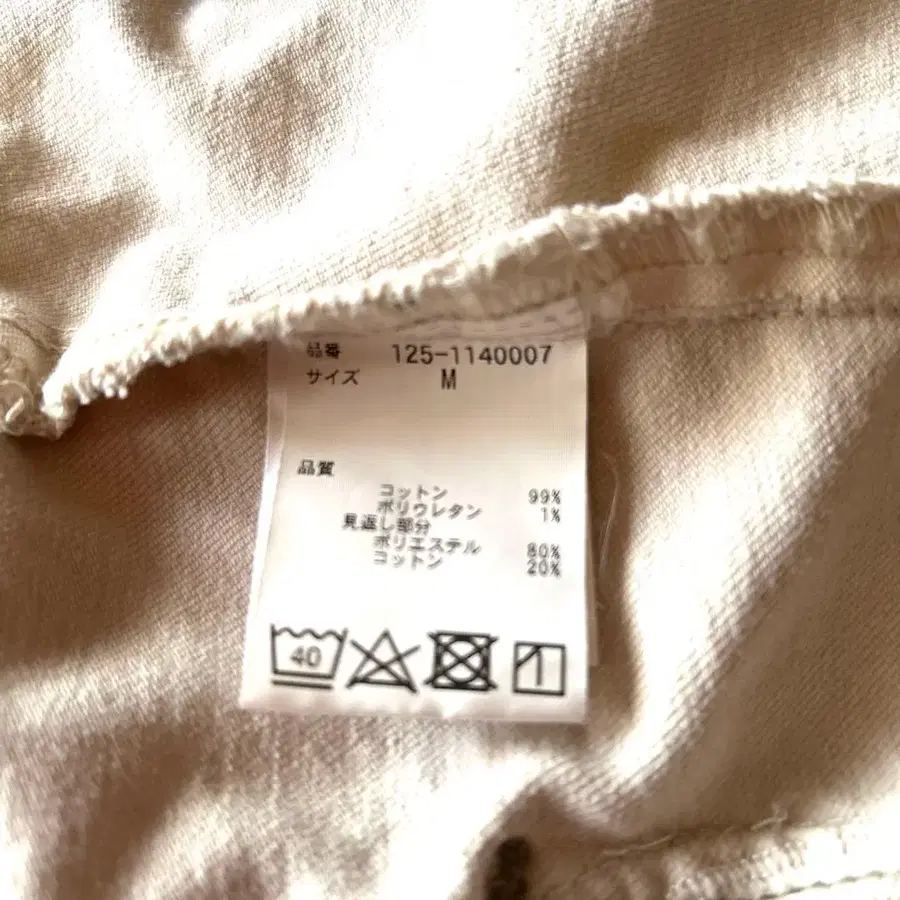 品番 125-1140007
サイズ M
品質
コットン 99%
ポリウレタン 1%
見返し部分
ポリエステル 80%
コットン 20%
40